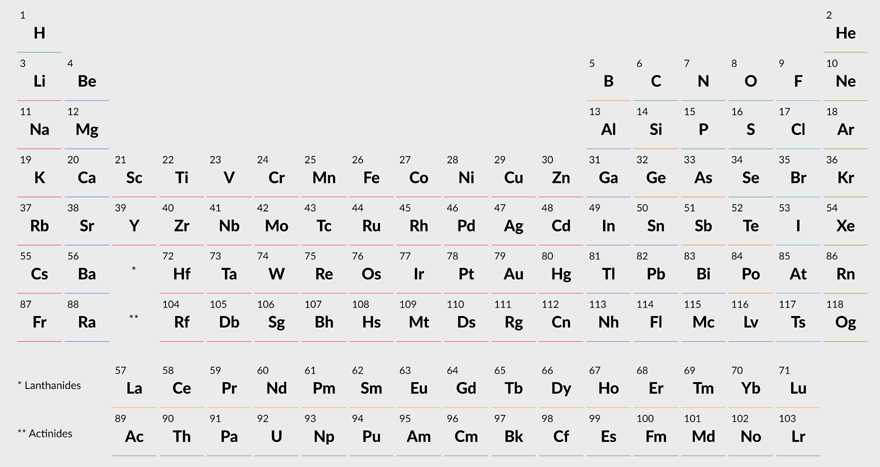 1 2
H He
3 4 5 6 7 8 9 10
Li Be B C N O F Ne
11 12 13 14 15 16 17 18
Na Mg Al Si P S Cl Ar
19 20 21 22 23 24 25 26 27 28 29 30 31 32 33 34 35 36
K Ca Sc Ti V Cr Mn Fe Co Ni Cu Zn Ga Ge As Se Br Kr
37 38 39 40 41 42 43 44 45 46 47 48 49 50 51 52 53 54
Rb Sr Y Zr Nb Mo Tc Ru Rh Pd Ag Cd In Sn Sb Te I Xe
55 56 72 73 74 75 76 77 78 79 80 81 82 83 84 85 86
Cs Ba * Hf Ta W Re Os Ir Pt Au Hg Tl Pb Bi Po At Rn
87 88 104 105 106 107 108 109 110 111 112 113 114 115 116 117 118
Fr Ra ** Rf Db Sg Bh Hs Mt Ds Rg Cn Nh Fl Mc Lv Ts Og
57 58 59 60 61 62 63 64 65 66 67 68 69 70 71
* Lanthanides La Ce Pr Nd Pm Sm Eu Gd Tb Dy Ho Er Tm Yb Lu
89 90 91 92 93 94 95 96 97 98 99 100 101 102 103
** Actinides Ac Th Pa U Np Pu Am Cm Bk Cf Es Fm Md No Lr